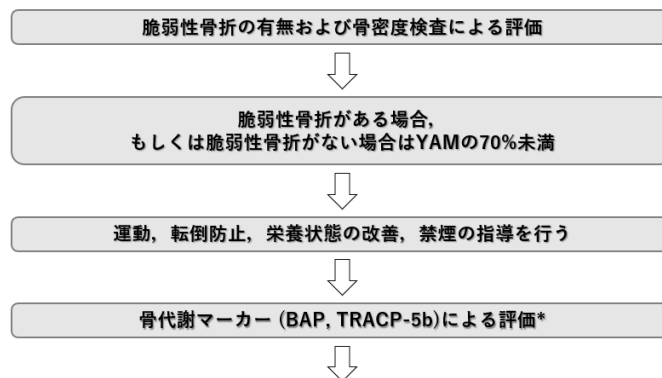 脆弱性骨折の有無および骨密度検査による評価
脆弱性骨折がある場合,
もしくは脆弱性骨折がない場合はYAMの70%未満
運動，転倒防止，栄養状態の改善，禁煙の指導を行う
骨代謝マーカー (BAP, TRACP-5b)による評価*